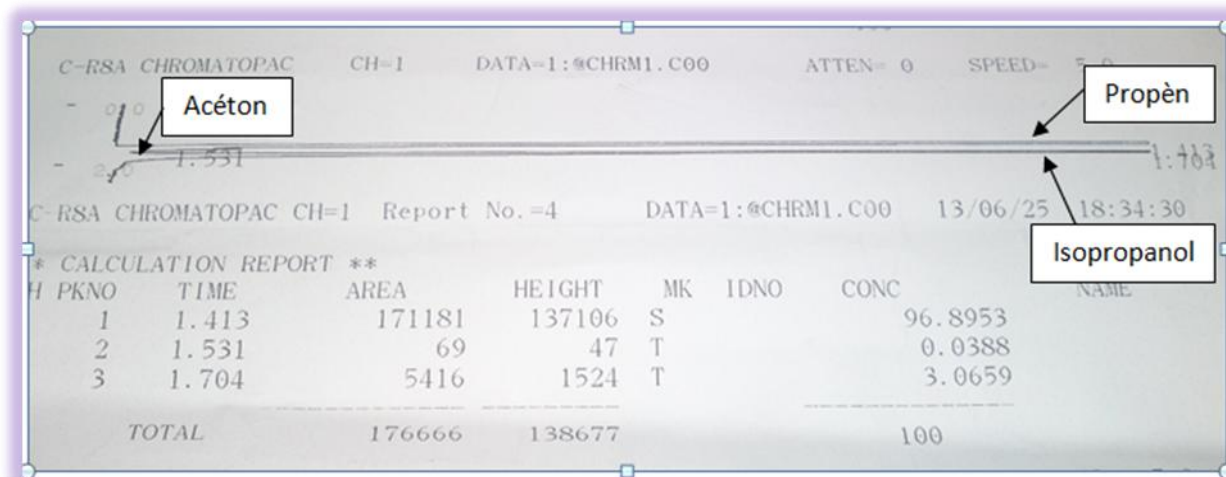 C-R8A CHROMATOPAC CH=1 DATA=1:@CHRM1.C00 ATTEN= 0 SPEED=
Acéton
Propèn
1.531
1.413
1.704
C-R8A CHROMATOPAC CH=1 Report No.=4 DATA=1:@CHRM1.C00 13/06/25 18:34:30
Isopropanol
* CALCULATION REPORT **
H PKNO TIME AREA HEIGHT MK IDNO CONC NAME
1 1.413 171181 137106 S 96.8953
2 1.531 69 47 T 0.0388
3 1.704 5416 1524 T 3.0659
TOTAL 176666 138677 100